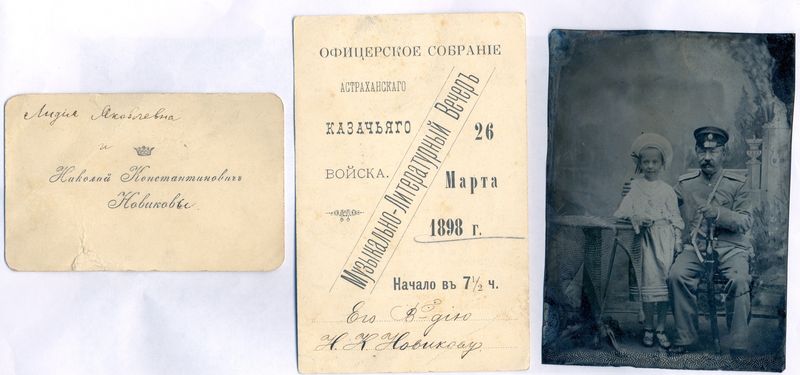 Лидия Яковлевна
и
Николай Константиновичъ
Новиковы.
ОФИЦЕРСКОЕ СОБРАНІЕ
АСТРАХАНСКАГО
КАЗАЧЬЯГО
ВОЙСКА.
Музыкально-Литературный Вечеръ
26
Марта
1898 г.
Начало въ 7½ ч.
Его В-дію
Н. К. Новикову